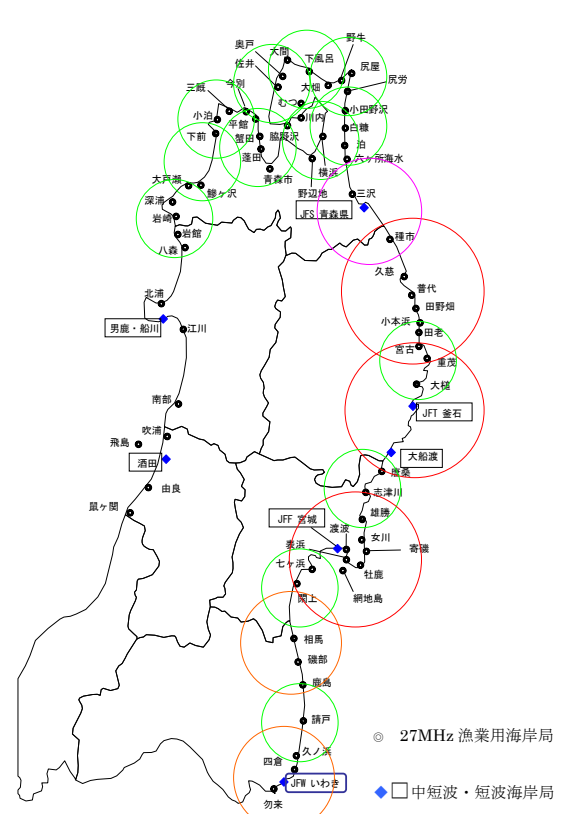 野牛
奥戸
大間
下風呂
尻屋
佐井
尻労
三厩
今別
大畑
むつ
小泊
小田野沢
川内
平館
白糠
下前
蟹田
脇野沢
泊
蓬田
六ヶ所海水
横浜
青森市
大戸瀬
鰺ヶ沢
野辺地
三沢
深浦
JFS 青森県
岩崎
岩館
種市
八森
久慈
北浦
普代
田野畑
男鹿・船川
江川
小本浜
田老
宮古
重茂
大槌
南部
JFT 釜石
吹浦
飛島
大船渡
酒田
唐桑
由良
志津川
鼠ヶ関
JFF 宮城
雄勝
渡波
女川
表浜
寄磯
七ヶ浜
牡鹿
網地島
閖上
相馬
磯部
鹿島
請戸
◎ 27MHz 漁業用海岸局
久ノ浜
四倉
JFW いわき
◆□中短波・短波海岸局
勿来